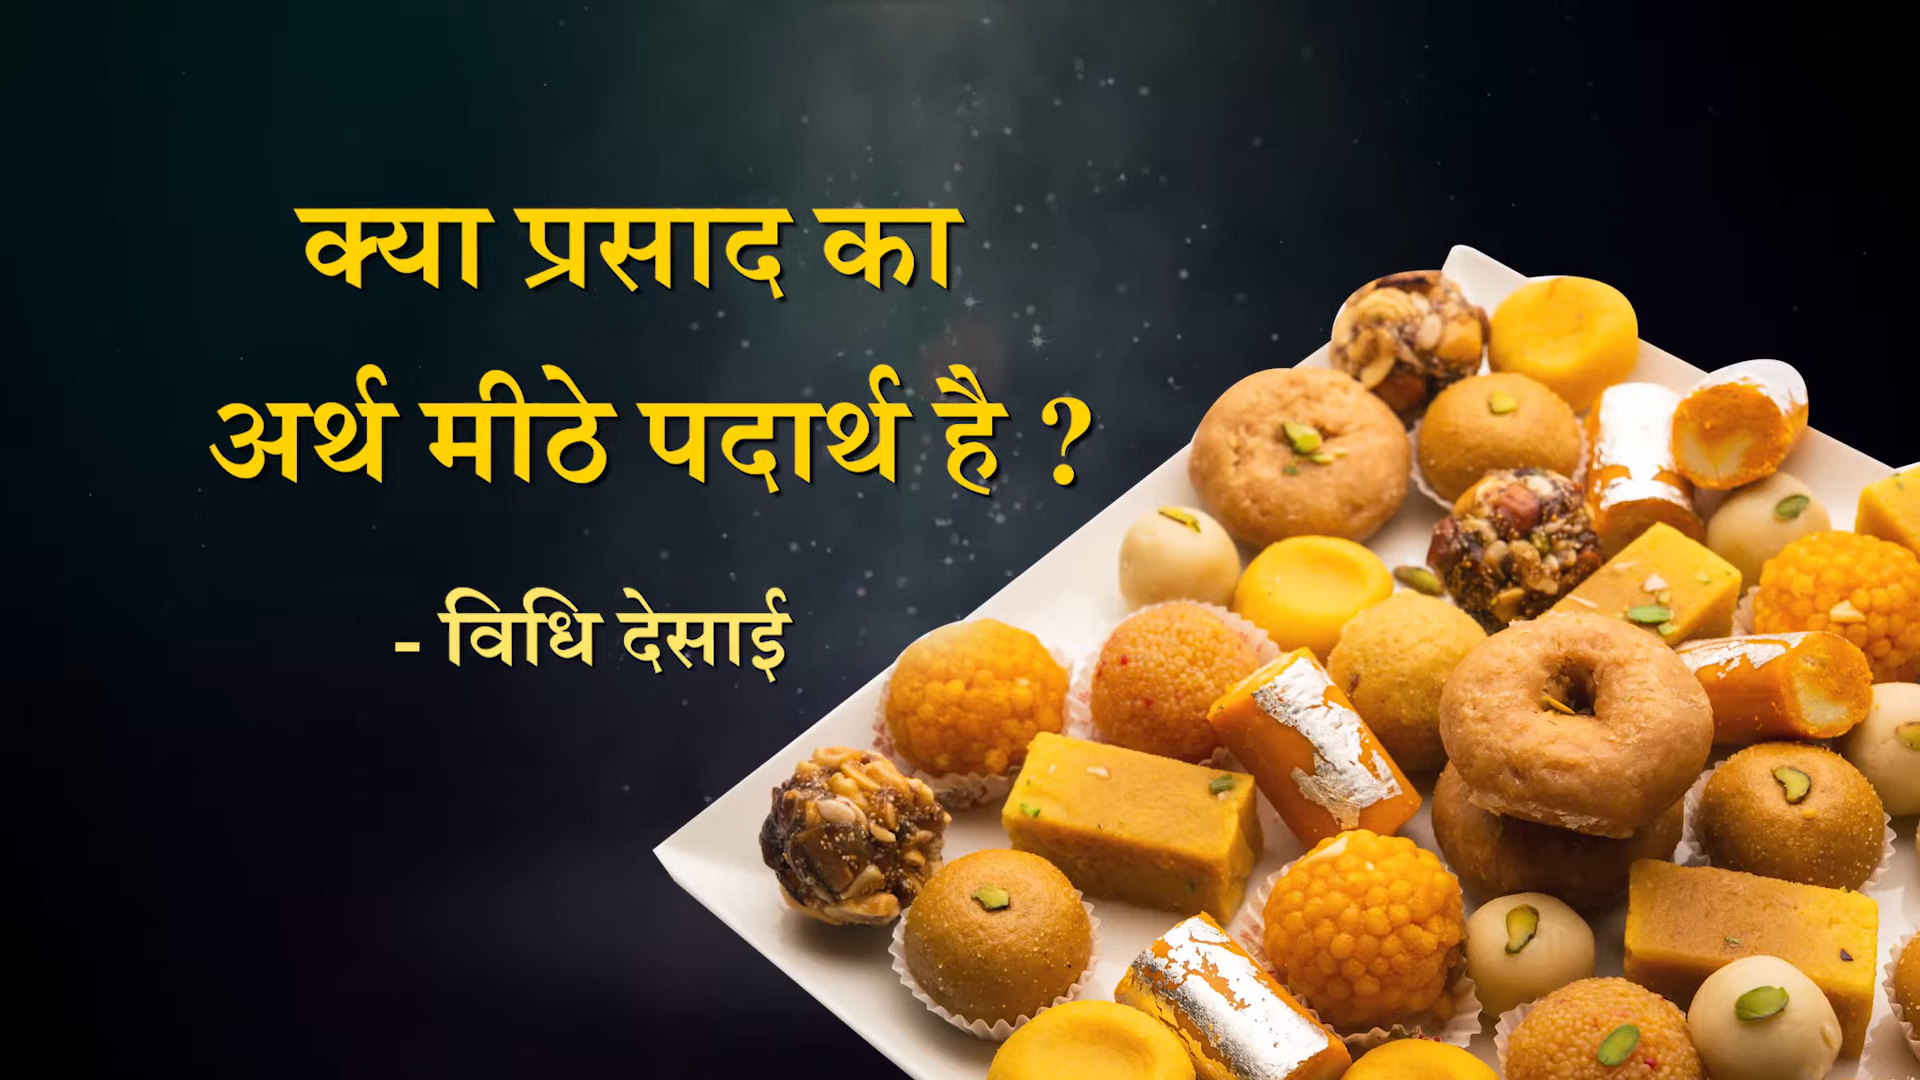 क्या प्रसाद का
अर्थ मीठे पदार्थ है ?
- विधि देसाई